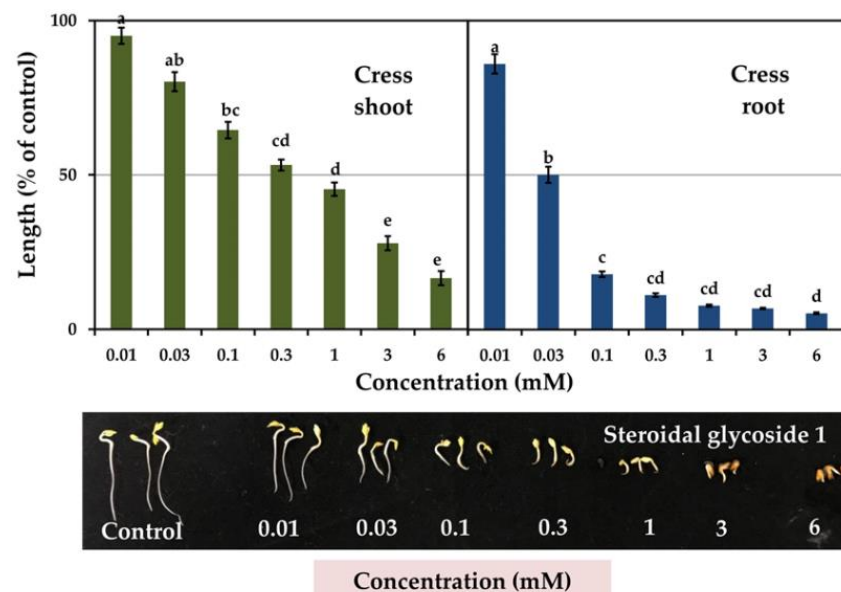 Length (% of control)
100
50
0
a
ab
bc
cd
d
e
e
Cress
shoot
a
b
c
cd
cd
cd
d
Cress
root
0.01 0.03 0.1 0.3 1 3 6 0.01 0.03 0.1 0.3 1 3 6
Concentration (mM)
Steroidal glycoside 1
Control 0.01 0.03 0.1 0.3 1 3 6
Concentration (mM)